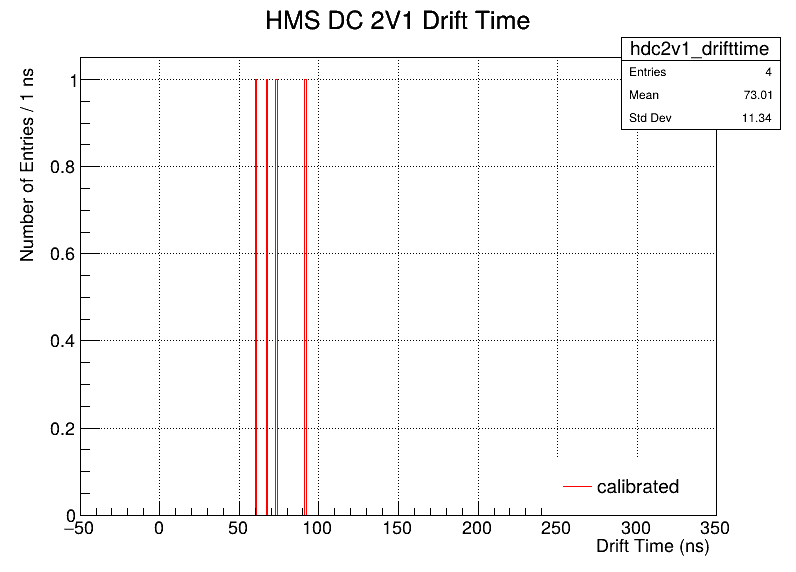 HMS DC 2V1 Drift Time
hdc2v1_drifttime
Entries 4
Mean 73.01
Std Dev 11.34
Number of Entries / 1 ns
1
0.8
0.6
0.4
0.2
0
−50 0 50 100 150 200 250 300 350
calibrated
Drift Time (ns)